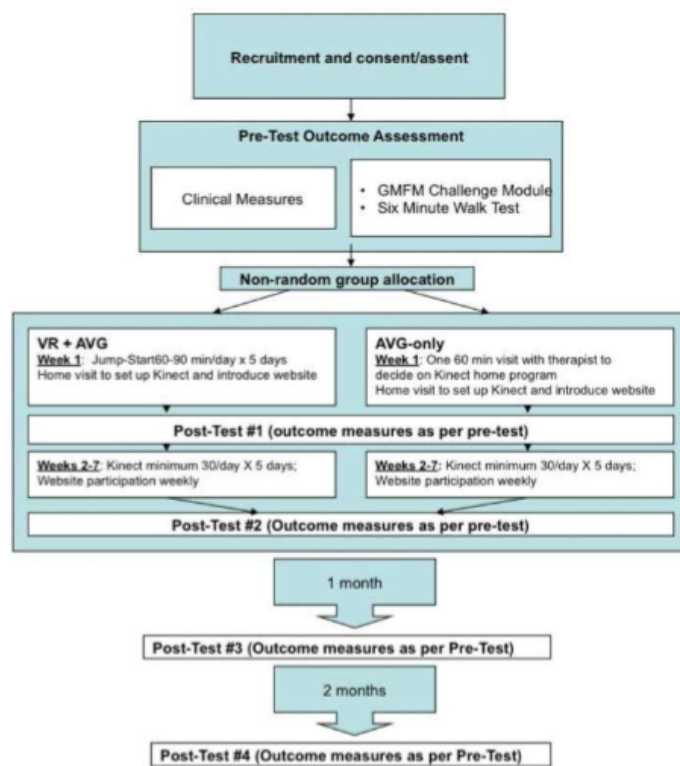 Recruitment and consent/assent
Pre-Test Outcome Assessment
Clinical Measures
• GMFM Challenge Module
• Six Minute Walk Test
Non-random group allocation
VR + AVG
Week 1: Jump-Start60-90 min/day x 5 days
Home visit to set up Kinect and introduce website
AVG-only
Week 1: One 60 min visit with therapist to
decide on Kinect home program
Home visit to set up Kinect and introduce website
Post-Test #1 (outcome measures as per pre-test)
Weeks 2-7: Kinect minimum 30/day X 5 days;
Website participation weekly
Weeks 2-7: Kinect minimum 30/day X 5 days;
Website participation weekly
Post-Test #2 (Outcome measures as per pre-test)
1 month
Post-Test #3 (Outcome measures as per Pre-Test)
2 months
Post-Test #4 (Outcome measures as per Pre-Test)